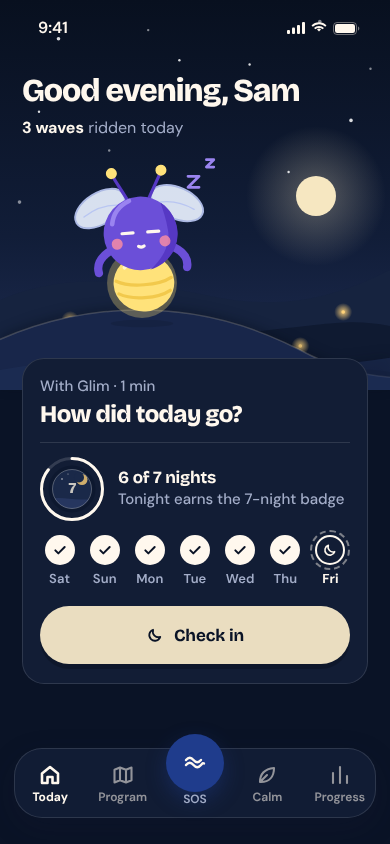 9:41
Good evening, Sam
3 waves ridden today
z
z
With Glim · 1 min
How did today go?
7
6 of 7 nights
Tonight earns the 7-night badge
Sat Sun Mon Tue Wed Thu Fri
Check in
Today Program SOS Calm Progress